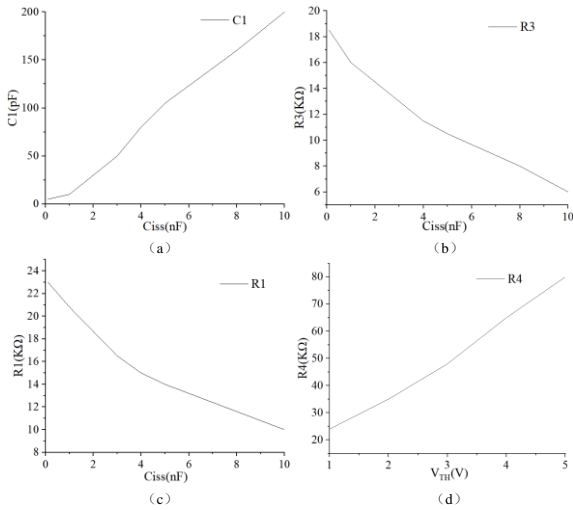 C1
C1(pF)
200
150
100
50
0
0 2 4 6 8 10
Ciss(nF)
(a)
R3
R3(KΩ)
20
18
16
14
12
10
8
6
0 2 4 6 8 10
Ciss(nF)
(b)
R1
R1(KΩ)
24
22
20
18
16
14
12
10
8
0 2 4 6 8 10
Ciss(nF)
(c)
R4
R4(KΩ)
80
70
60
50
40
30
20
1 2 3 4 5
V_TH(V)
(d)